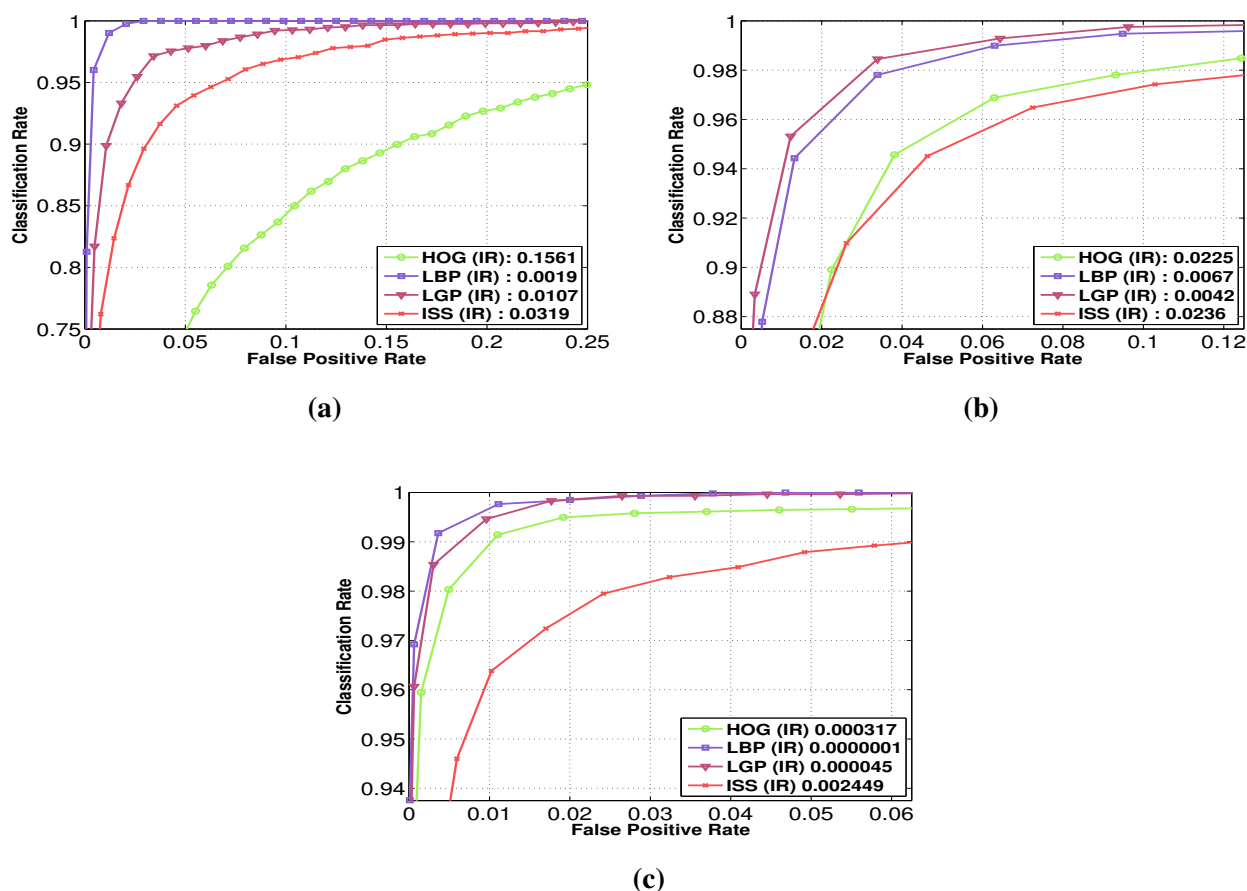 1
0.95
0.9
0.85
0.8
0.75
Classification Rate
HOG (IR): 0.1561
LBP (IR) : 0.0019
LGP (IR) : 0.0107
ISS (IR) : 0.0319
0 0.05 0.1 0.15 0.2 0.25
False Positive Rate
(a)
1
0.98
0.96
0.94
0.92
0.9
0.88
Classification Rate
HOG (IR): 0.0225
LBP (IR) : 0.0067
LGP (IR) : 0.0042
ISS (IR) : 0.0236
0 0.02 0.04 0.06 0.08 0.1 0.12
False Positive Rate
(b)
1
0.99
0.98
0.97
0.96
0.95
0.94
Classification Rate
HOG (IR) 0.000317
LBP (IR) 0.0000001
LGP (IR) 0.000045
ISS (IR) 0.002449
0 0.01 0.02 0.03 0.04 0.05 0.06
False Positive Rate
(c)